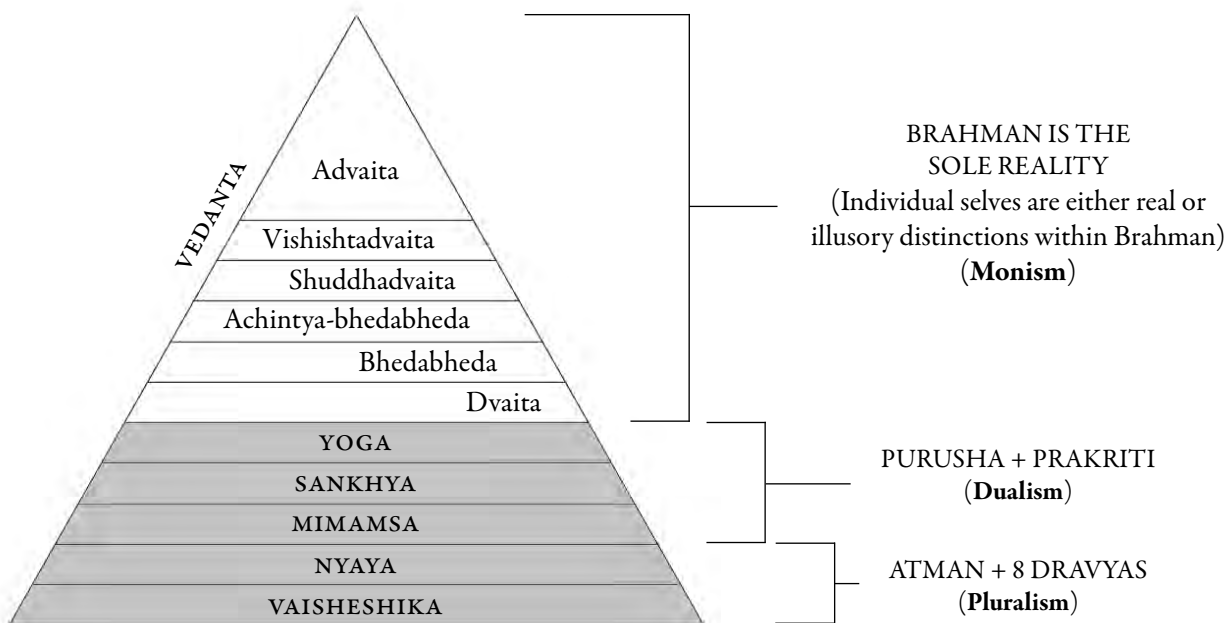 VEDANTA
Advaita
Vishishtadvaita
Shuddhadvaita
Achintya-bhedabheda
Bhedabheda
Dvaita
YOGA
SANKHYA
MIMAMSA
NYAYA
VAISHESHIKA
BRAHMAN IS THE
SOLE REALITY
(Individual selves are either real or
illusory distinctions within Brahman)
(Monism)
PURUSHA + PRAKRITI
(Dualism)
ATMAN + 8 DRAVYAS
(Pluralism)